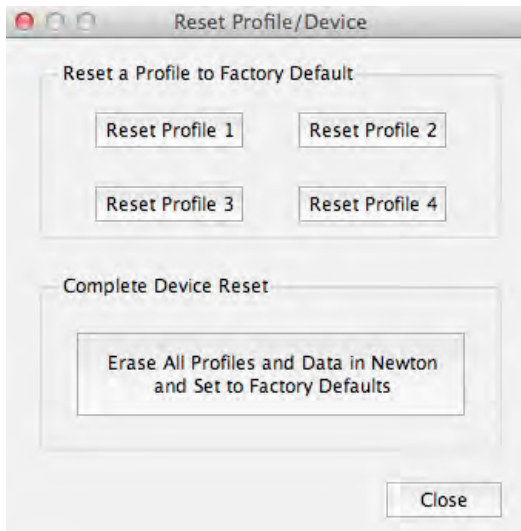 Reset Profile/Device
Reset a Profile to Factory Default
Reset Profile 1
Reset Profile 2
Reset Profile 3
Reset Profile 4
Complete Device Reset
Erase All Profiles and Data in Newton
and Set to Factory Defaults
Close